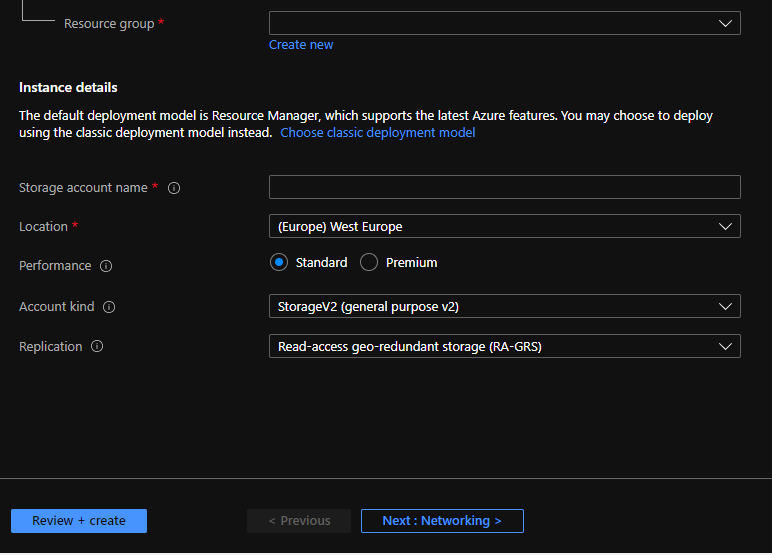 Resource group *
Create new
Instance details
The default deployment model is Resource Manager, which supports the latest Azure features. You may choose to deploy
using the classic deployment model instead. Choose classic deployment model
Storage account name *
Location * (Europe) West Europe
Performance Standard Premium
Account kind StorageV2 (general purpose v2)
Replication Read-access geo-redundant storage (RA-GRS)
Review + create < Previous Next : Networking >